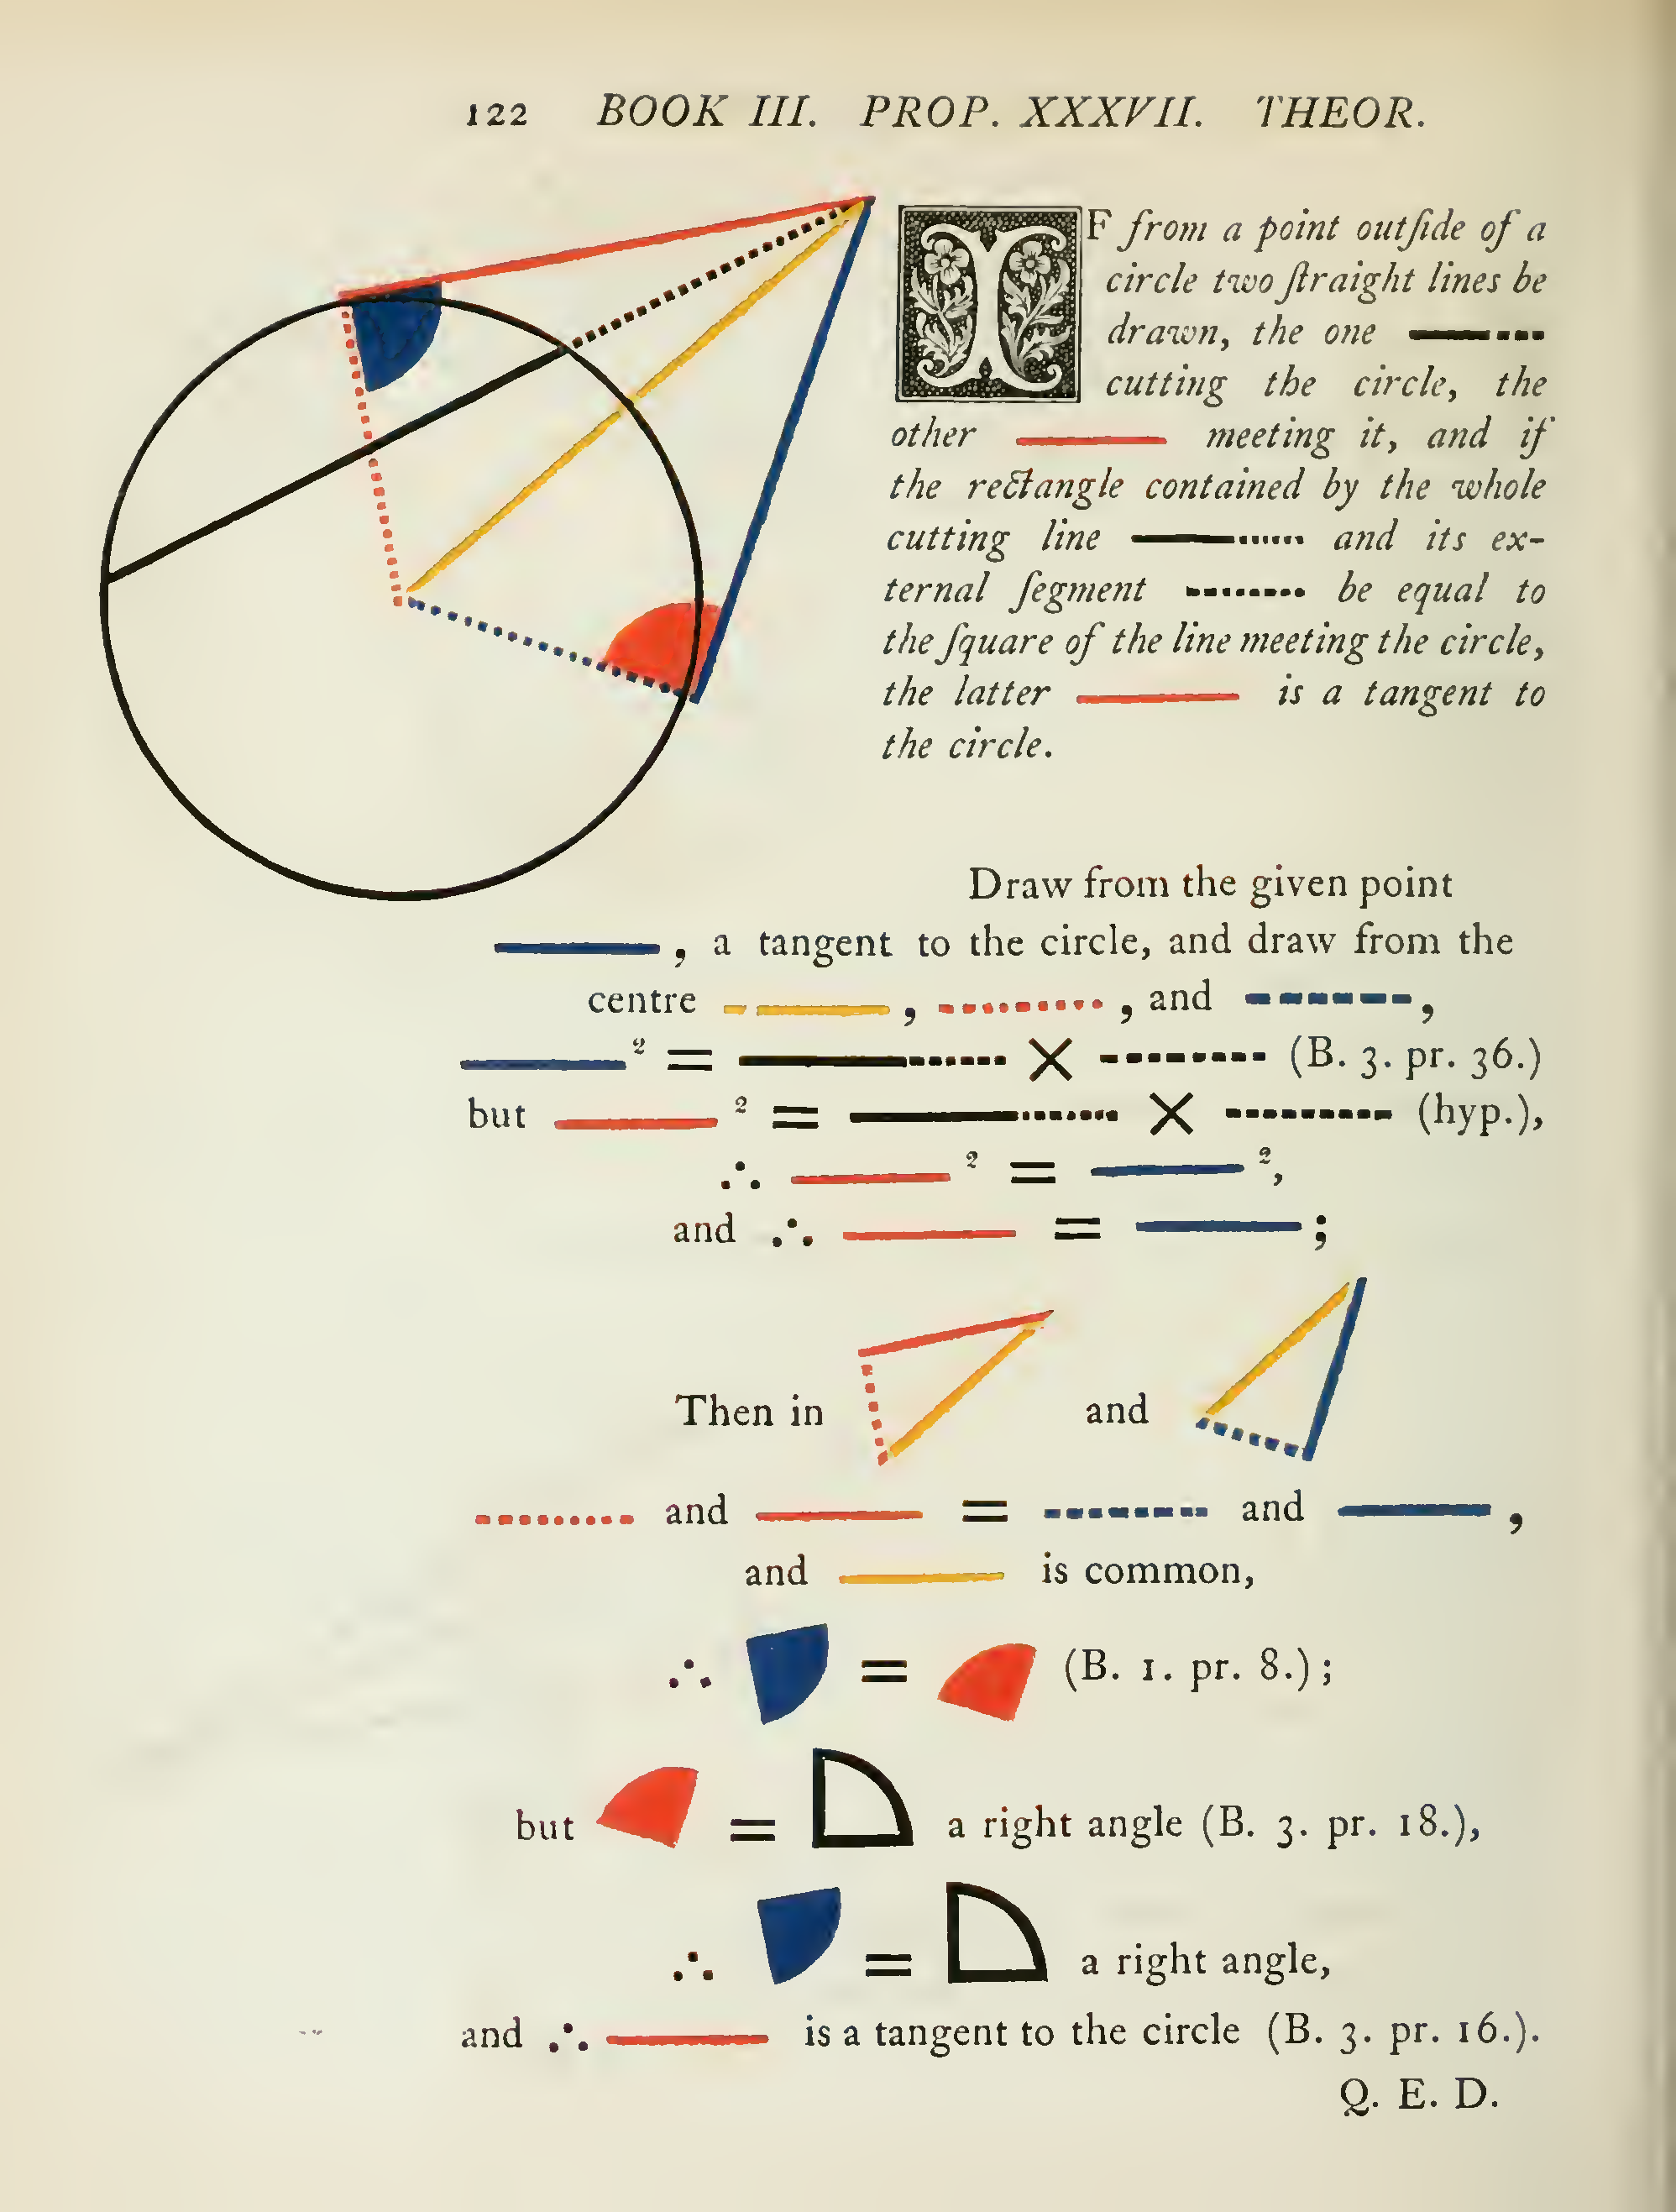 122 BOOK III. PROP. XXXVII. THEOR.
IF from a point outſide of a
circle two ſtraight lines be
drawn, the one
cutting the circle, the
other meeting it, and if
the rectangle contained by the whole
cutting line and its ex-
ternal ſegment be equal to
the ſquare of the line meeting the circle,
the latter is a tangent to
the circle.
Draw from the given point
, a tangent to the circle, and draw from the
centre , , and ,
² = × (B. 3. pr. 36.)
but ² = × (hyp.),
∴ ² = ²,
and ∴ = ;
Then in and
and = and ,
and is common,
∴ = (B. 1. pr. 8.) ;
but = a right angle (B. 3. pr. 18.),
∴ = a right angle,
and ∴ is a tangent to the circle (B. 3. pr. 16.).
Q. E. D.